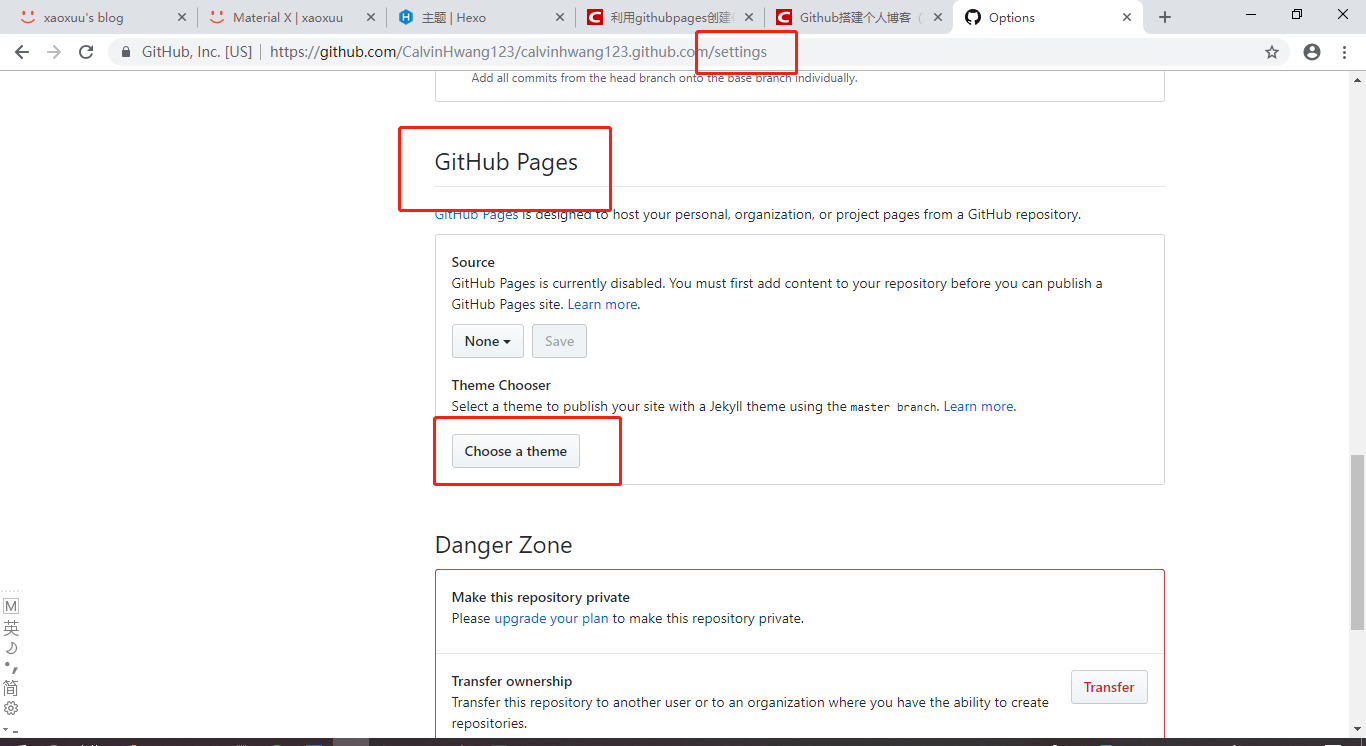 xaoxuu's blog
Material X | xaoxuu
主题 | Hexo
利用githubpages创建
Github搭建个人博客
Options
GitHub, Inc. [US]
https://github.com/CalvinHwang123/calvinhwang123.github.com/settings
Add all commits from the head branch onto the base branch individually.
GitHub Pages
GitHub Pages is designed to host your personal, organization, or project pages from a GitHub repository.
Source
GitHub Pages is currently disabled. You must first add content to your repository before you can publish a
GitHub Pages site. Learn more.
None
Save
Theme Chooser
Select a theme to publish your site with a Jekyll theme using the master branch. Learn more.
Choose a theme
Danger Zone
Make this repository private
Please upgrade your plan to make this repository private.
Transfer ownership
Transfer this repository to another user or to an organization where you have the ability to create
repositories.
Transfer
M
英
简